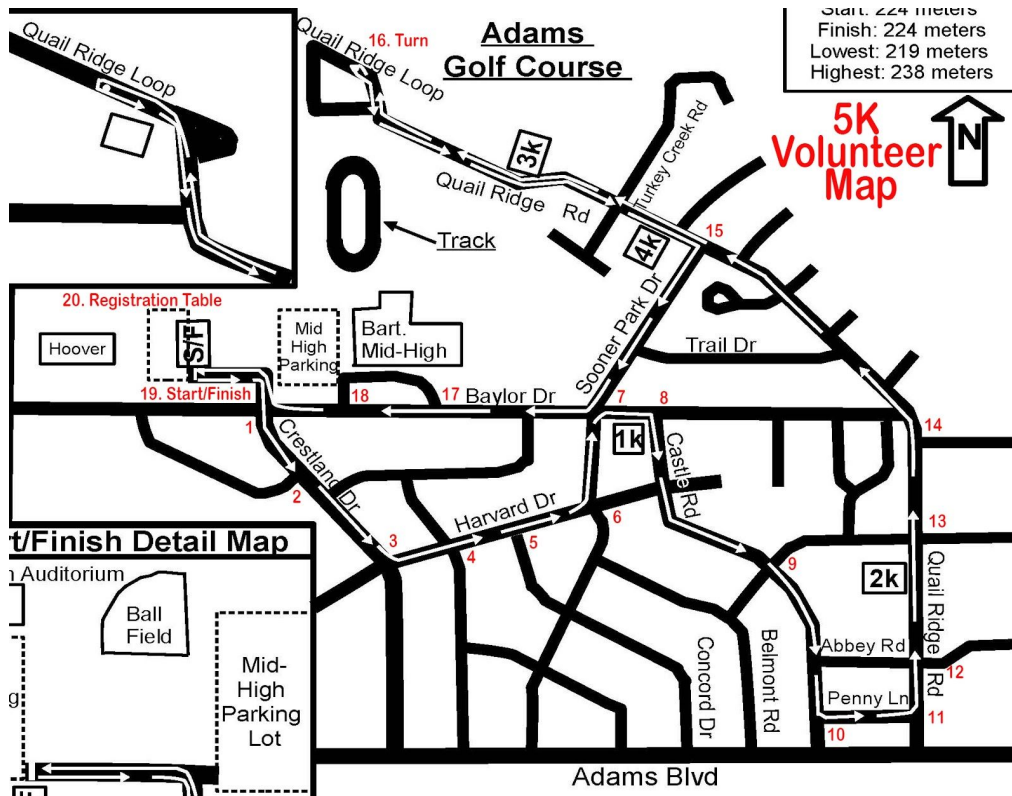 Start: 224 meters
Finish: 224 meters
Lowest: 219 meters
Highest: 238 meters
5K
Volunteer
Map
N
Adams
Golf Course
Quail Ridge Loop
Quail Ridge Loop
16. Turn
3k
Quail Ridge Rd
Turkey Creek Rd
Track
4k
15
20. Registration Table
Hoover
S/F
Mid
High
Parking
Bart.
Mid-High
Sooner Park Dr
Trail Dr
19. Start/Finish
18
17
Baylor Dr
7
8
14
1
Crestland Dr
1k
Castle Rd
2
Harvard Dr
3
4
5
6
13
9
2k
Quail Ridge Rd
t/Finish Detail Map
Auditorium
Ball
Field
Mid-
High
Parking
Lot
Concord Dr
Belmont Rd
Abbey Rd
12
Penny Ln
10
11
Adams Blvd